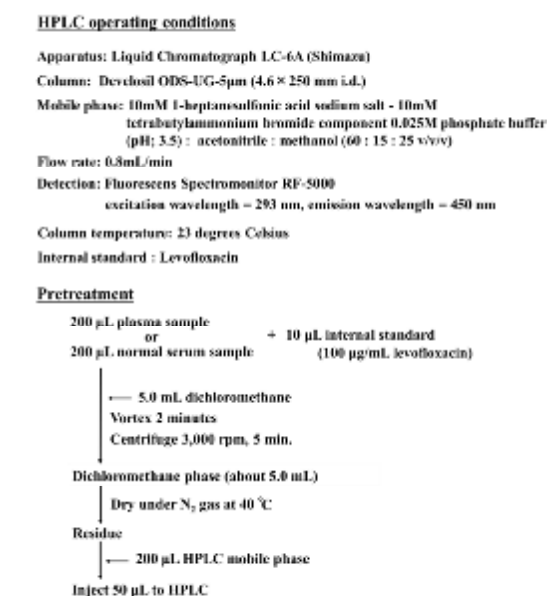 HPLC operating conditions
Apparatus: Liquid Chromatograph LC-6A (Shimazu)
Column: Develosil ODS-UG-5μm (4.6 × 250 mm i.d.)
Mobile phase: 10mM 1-heptanesulfonic acid sodium salt - 10mM
tetrabutylammonium bromide component 0.025M phosphate buffer
(pH; 3.5) : acetonitrile : methanol (60 : 15 : 25 v/v/v)
Flow rate: 0.8mL/min
Detection: Fluorescens Spectromonitor RF-5000
excitation wavelength = 293 nm, emission wavelength = 450 nm
Column temperature: 23 degrees Celsius
Internal standard : Levofloxacin
Pretreatment
200 μL plasma sample
or
200 μL normal serum sample
+ 10 μL internal standard
(100 μg/mL levofloxacin)
5.0 mL dichloromethane
Vortex 2 minutes
Centrifuge 3,000 rpm, 5 min.
Dichloromethane phase (about 5.0 mL)
Dry under N₂ gas at 40 °C
Residue
200 μL HPLC mobile phase
Inject 50 μL to HPLC